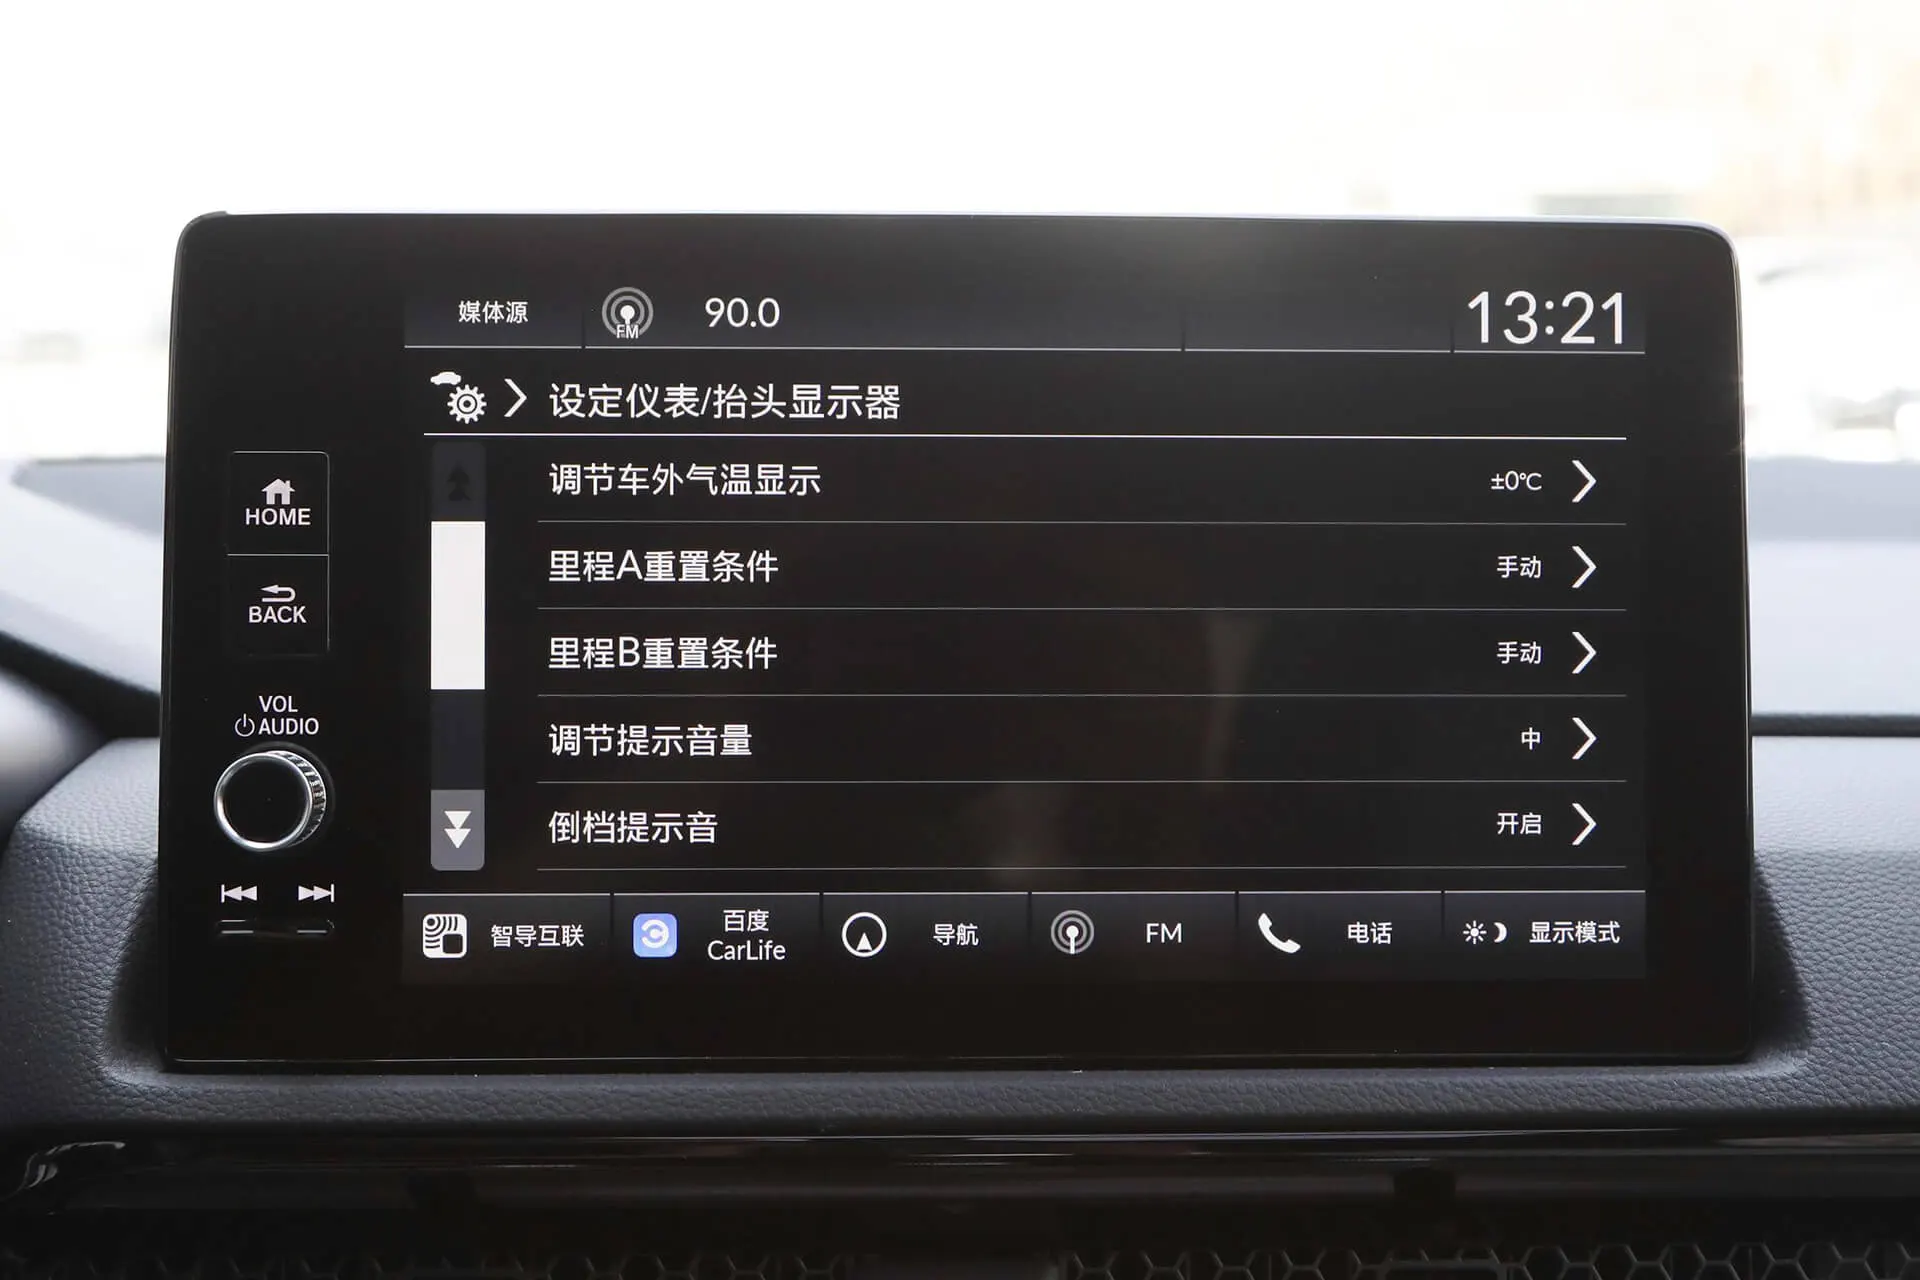 媒体源 FM 90.0 13:21
设定仪表/抬头显示器
调节车外气温显示 ±0℃
里程A重置条件 手动
里程B重置条件 手动
调节提示音量 中
倒档提示音 开启
HOME
BACK
VOL
AUDIO
智导互联
百度
CarLife
导航
FM
电话
显示模式